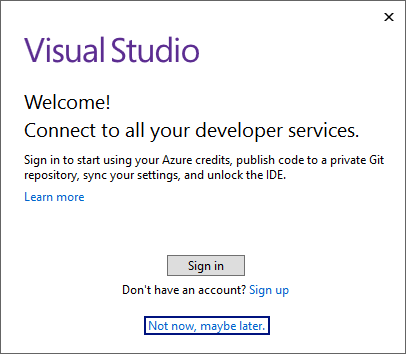 Visual Studio
Welcome!
Connect to all your developer services.
Sign in to start using your Azure credits, publish code to a private Git
repository, sync your settings, and unlock the IDE.
Learn more
Sign in
Don't have an account? Sign up
Not now, maybe later.